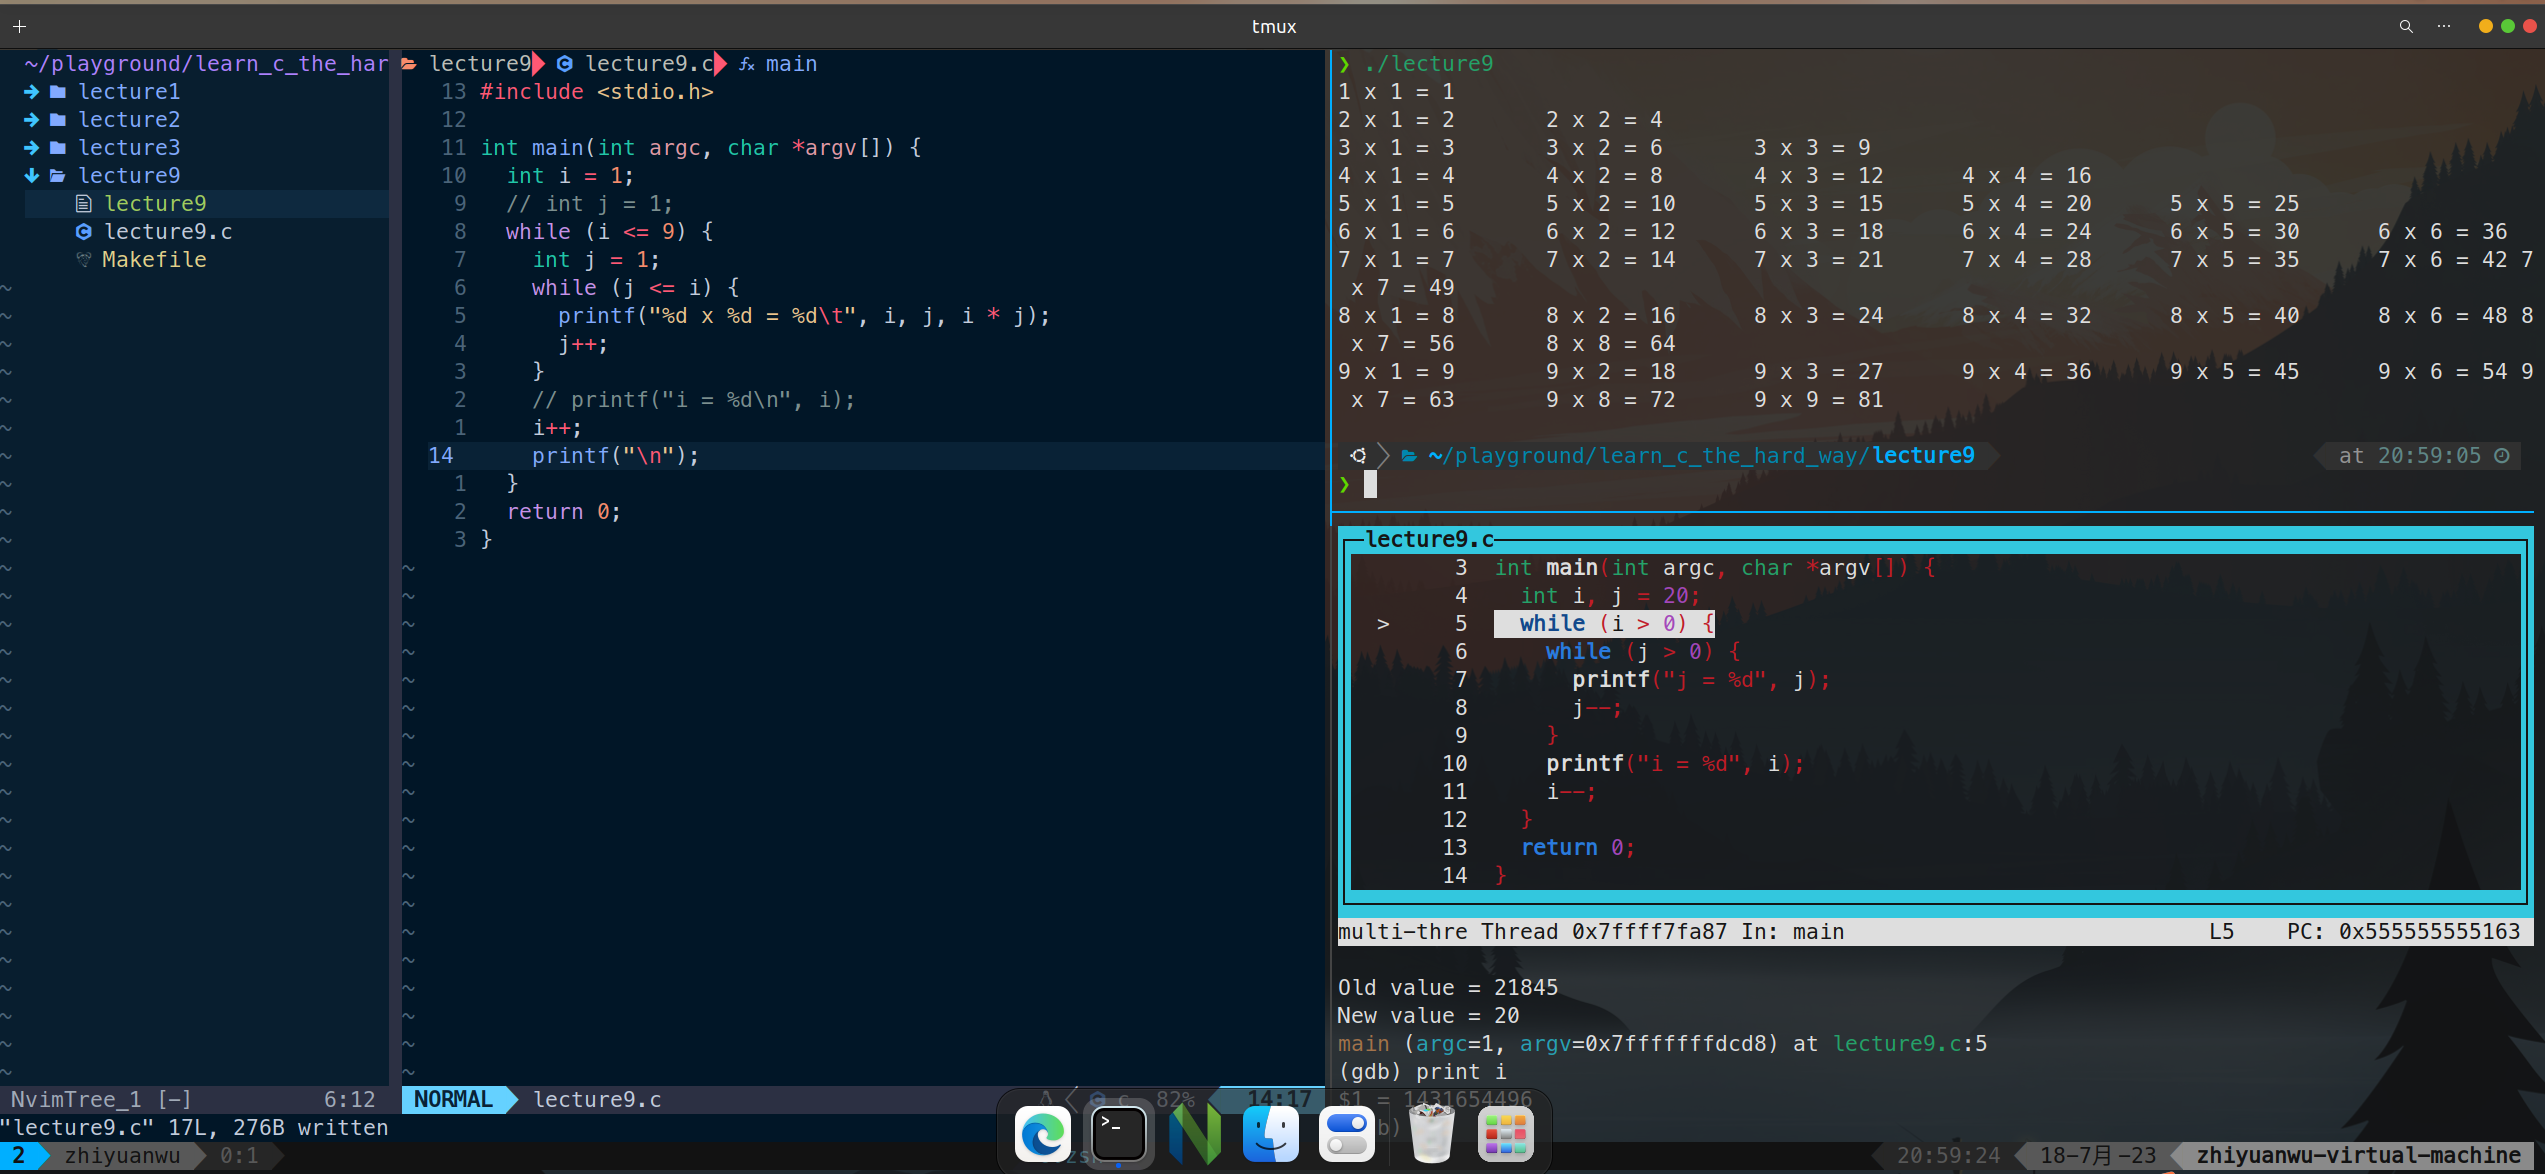 tmux
~/playground/learn_c_the_har
lecture1
lecture2
lecture3
lecture9
lecture9
lecture9.c
Makefile
NvimTree_1 [-] 6:12
lecture9 lecture9.c main
13 #include <stdio.h>
12
11 int main(int argc, char *argv[]) {
10 int i = 1;
9 // int j = 1;
8 while (i <= 9) {
7 int j = 1;
6 while (j <= i) {
5 printf("%d x %d = %d\t", i, j, i * j);
4 j++;
3 }
2 // printf("i = %d\n", i);
1 i++;
14 printf("\n");
1 }
2 return 0;
3 }
NORMAL lecture9.c c 82% 14:17
"lecture9.c" 17L, 276B written
❯ ./lecture9
1 x 1 = 1
2 x 1 = 2 2 x 2 = 4
3 x 1 = 3 3 x 2 = 6 3 x 3 = 9
4 x 1 = 4 4 x 2 = 8 4 x 3 = 12 4 x 4 = 16
5 x 1 = 5 5 x 2 = 10 5 x 3 = 15 5 x 4 = 20 5 x 5 = 25
6 x 1 = 6 6 x 2 = 12 6 x 3 = 18 6 x 4 = 24 6 x 5 = 30 6 x 6 = 36
7 x 1 = 7 7 x 2 = 14 7 x 3 = 21 7 x 4 = 28 7 x 5 = 35 7 x 6 = 42 7
x 7 = 49
8 x 1 = 8 8 x 2 = 16 8 x 3 = 24 8 x 4 = 32 8 x 5 = 40 8 x 6 = 48 8
x 7 = 56 8 x 8 = 64
9 x 1 = 9 9 x 2 = 18 9 x 3 = 27 9 x 4 = 36 9 x 5 = 45 9 x 6 = 54 9
x 7 = 63 9 x 8 = 72 9 x 9 = 81
~/playground/learn_c_the_hard_way/lecture9 at 20:59:05
❯
lecture9.c
3 int main(int argc, char *argv[]) {
4 int i, j = 20;
> 5 while (i > 0) {
6 while (j > 0) {
7 printf("j = %d", j);
8 j--;
9 }
10 printf("i = %d", i);
11 i--;
12 }
13 return 0;
14 }
multi-thre Thread 0x7ffff7fa87 In: main L5 PC: 0x555555555163
Old value = 21845
New value = 20
main (argc=1, argv=0x7fffffffdcd8) at lecture9.c:5
(gdb) print i
$1 = 1431654496
b)
2 zhiyuanwu 0:1 zs 20:59:24 18-7月-23 zhiyuanwu-virtual-machine